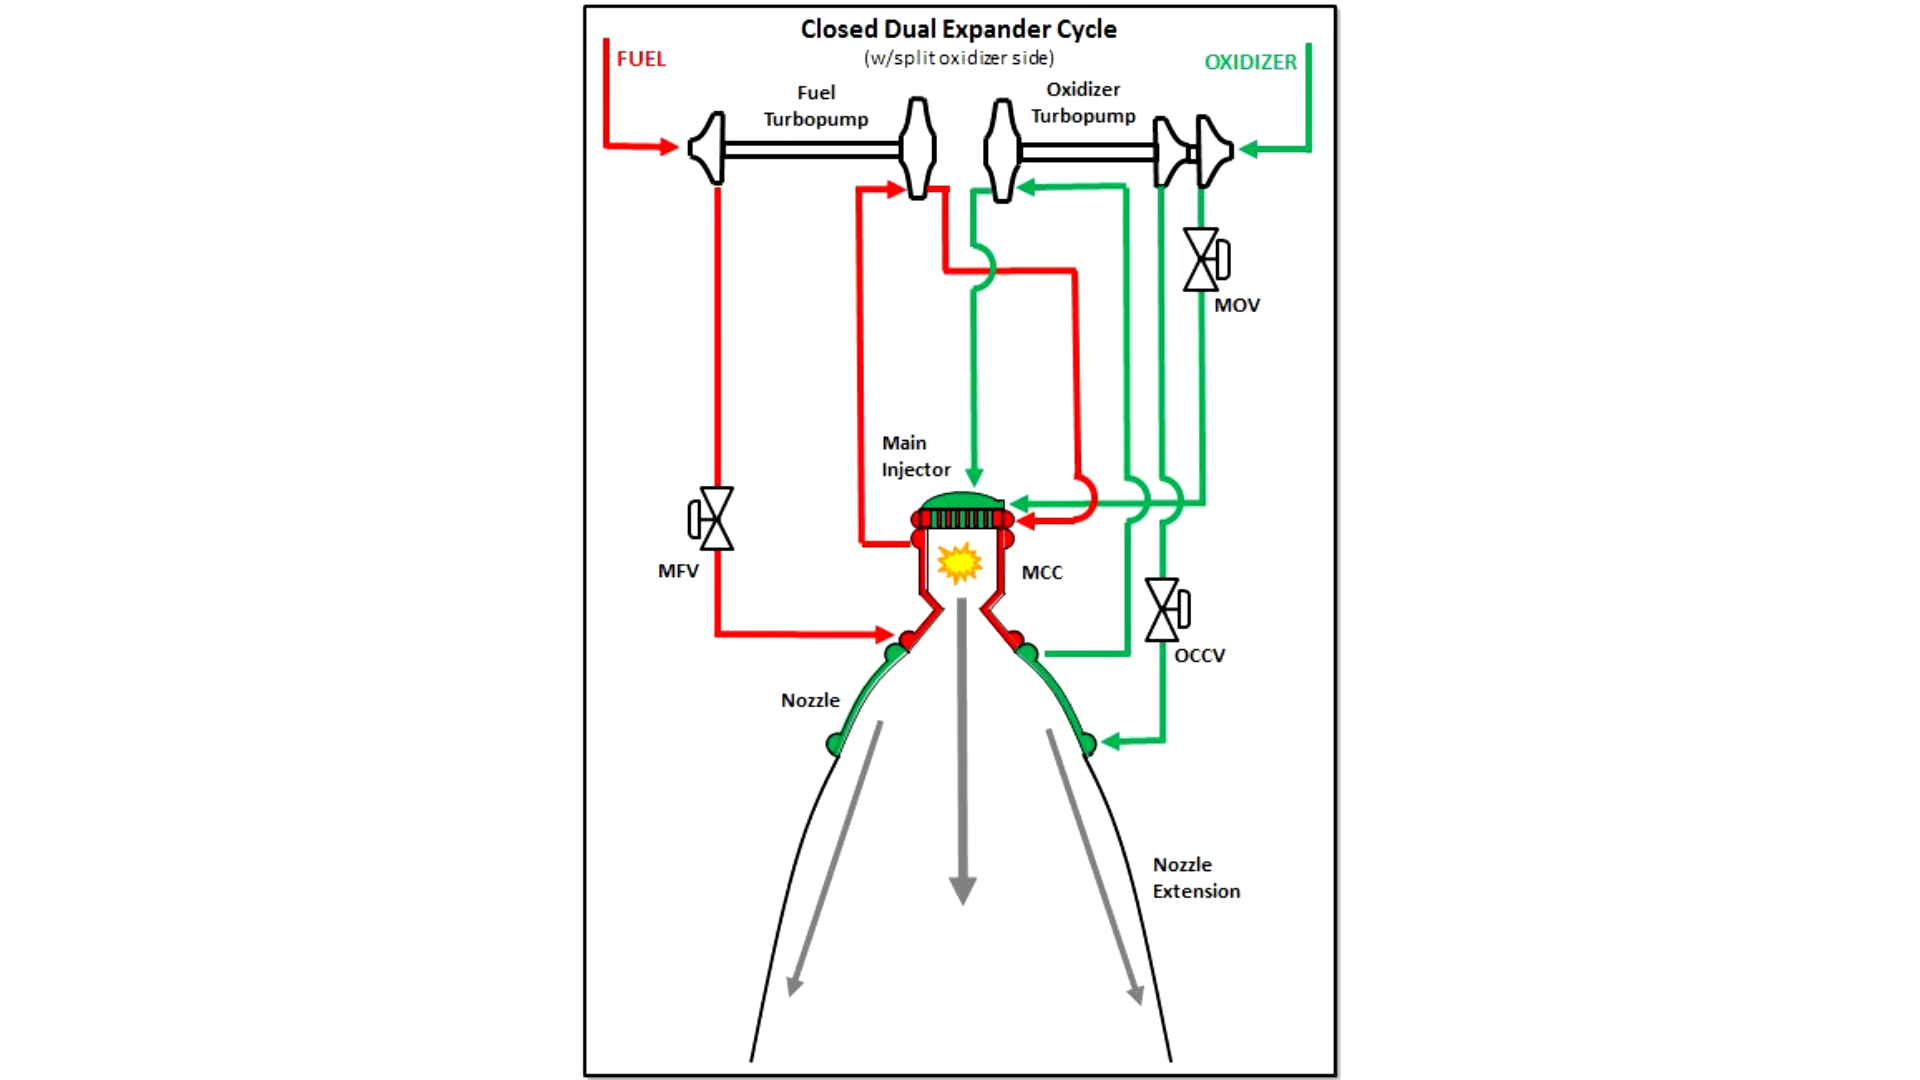 Closed Dual Expander Cycle
(w/split oxidizer side)
FUEL
OXIDIZER
Fuel
Turbopump
Oxidizer
Turbopump
MOV
Main
Injector
MFV
MCC
OCCV
Nozzle
Nozzle
Extension